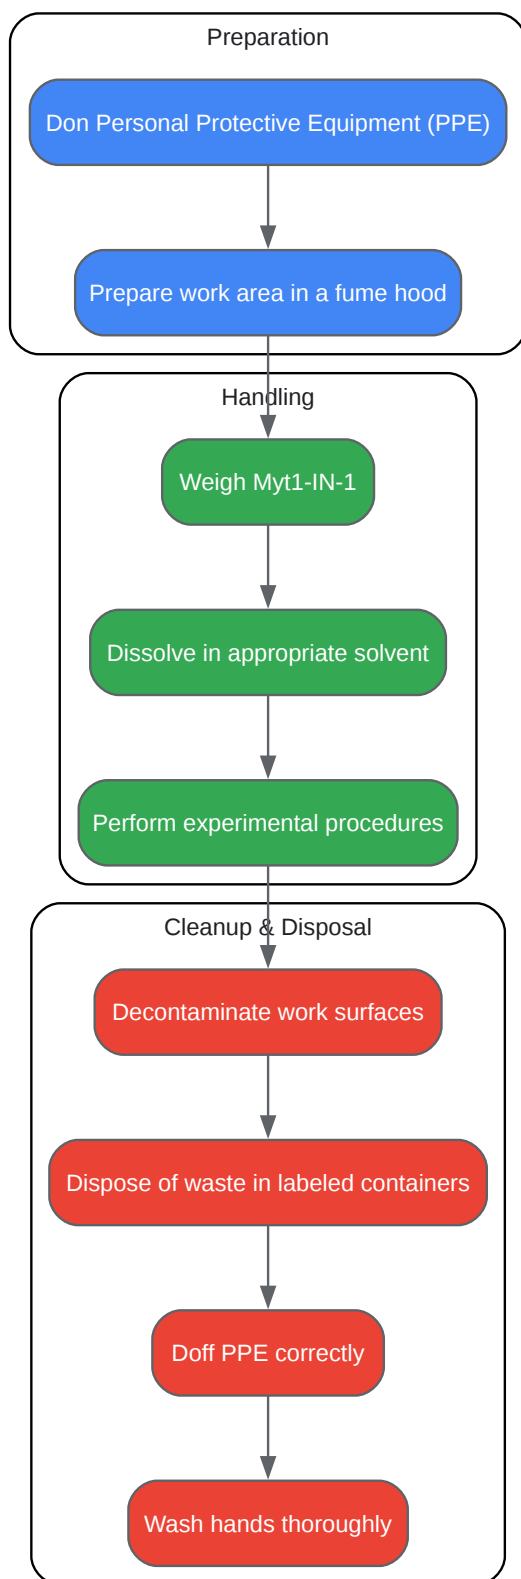 Preparation
Don Personal Protective Equipment (PPE)
Prepare work area in a fume hood
Handling
Weigh Myt1-IN-1
Dissolve in appropriate solvent
Perform experimental procedures
Cleanup & Disposal
Decontaminate work surfaces
Dispose of waste in labeled containers
Doff PPE correctly
Wash hands thoroughly